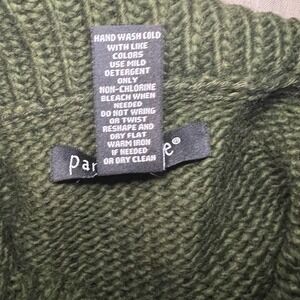 HAND WASH COLD
WITH LIKE
COLORS
USE MILD
DETERGENT
ONLY
NON-CHLORINE
BLEACH WHEN
NEEDED
DO NOT WRING
OR TWIST
RESHAPE AND
DRY FLAT
WARM IRON
IF NEEDED
OR DRY CLEAN